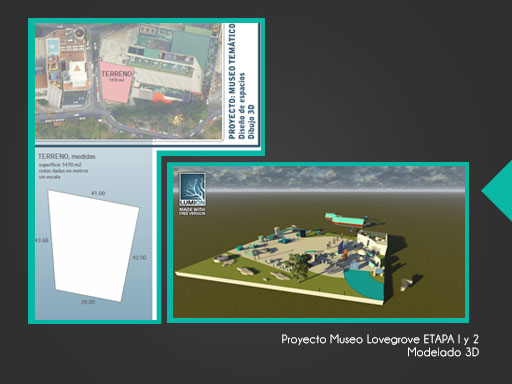 TERRENO
1470 m2
PROYECTO: MUSEO TEMÁTICO
Diseño de espacios
Dibujo 3D
TERRENO, medidas
superficie 1470 m2
cotas dadas en metros
sin escala
41.00
43.68
42.00
29.00
LUMION
MADE WITH
FREE VERSION
Proyecto Museo Lovegrove ETAPA I y 2
Modelado 3D